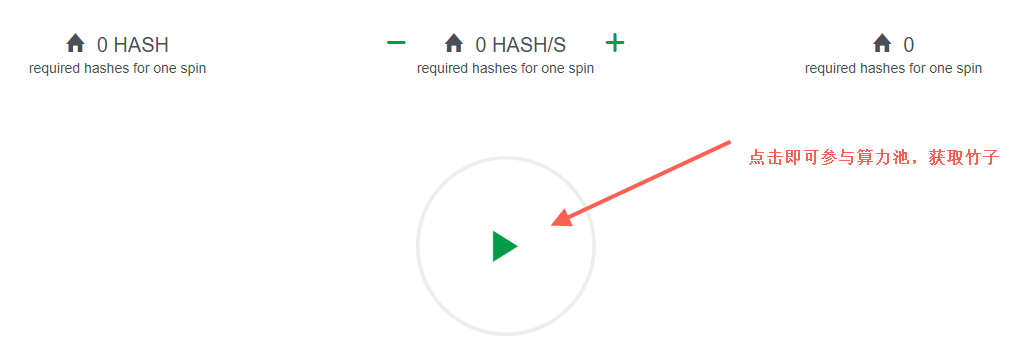 0 HASH
required hashes for one spin
− 0 HASH/S +
required hashes for one spin
0
required hashes for one spin
点击即可参与算力池，获取竹子